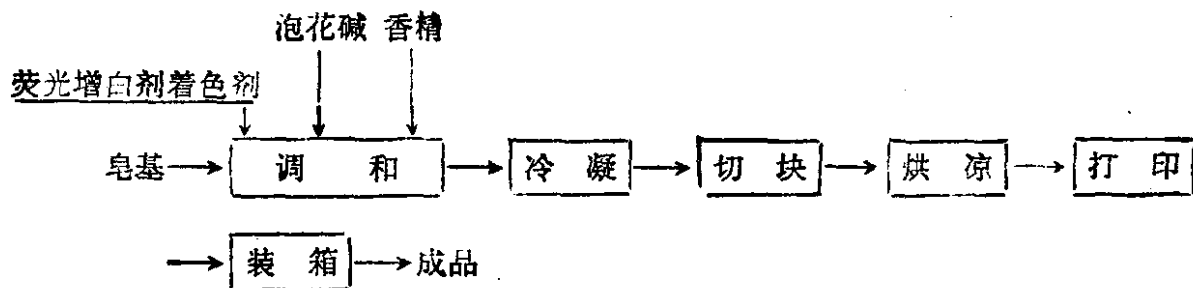 泡花碱 香精
荧光增白剂着色剂
皂基 调 和 冷 凝 切 块 烘 凉 打 印
装 箱 成品